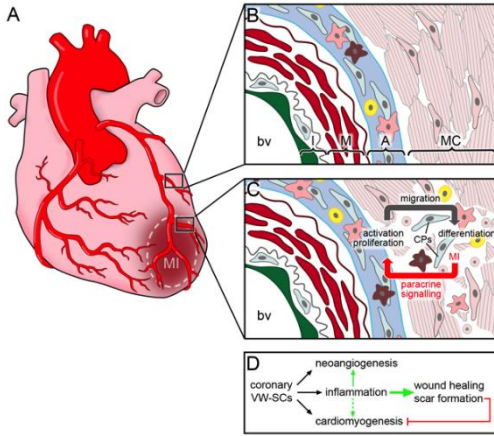 A
MI
B
bv
I
M
A
MC
C
migration
activation
proliferation
CPs
differentiation
MI
paracrine
signalling
bv
D
neoangiogenesis
coronary
VW-SCs
inflammation
wound healing
scar formation
cardiomyogenesis